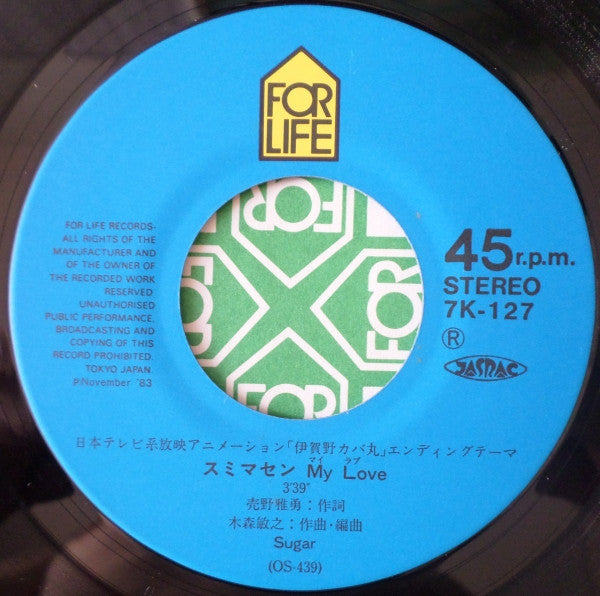 FOR
LIFE
FOR LIFE RECORDS-
ALL RIGHTS OF THE
MANUFACTURER AND
OF THE OWNER OF
THE RECORDED WORK
RESERVED
UNAUTHORISED
PUBLIC PERFORMANCE,
BROADCASTING AND
COPYING OF THIS
RECORD PROHIBITED.
TOKYO JAPAN.
℗November '83
45r.p.m.
STEREO
7K-127
Ⓡ
JASRAC
FOR
FOR
FOR
FOR
日本テレビ系放映アニメーション「伊賀野カバ丸」エンディングテーマ
マイ ラブ
スミマセン My Love
3'39"
売野雅勇:作詞
木森敏之:作曲・編曲
Sugar
(OS-439)